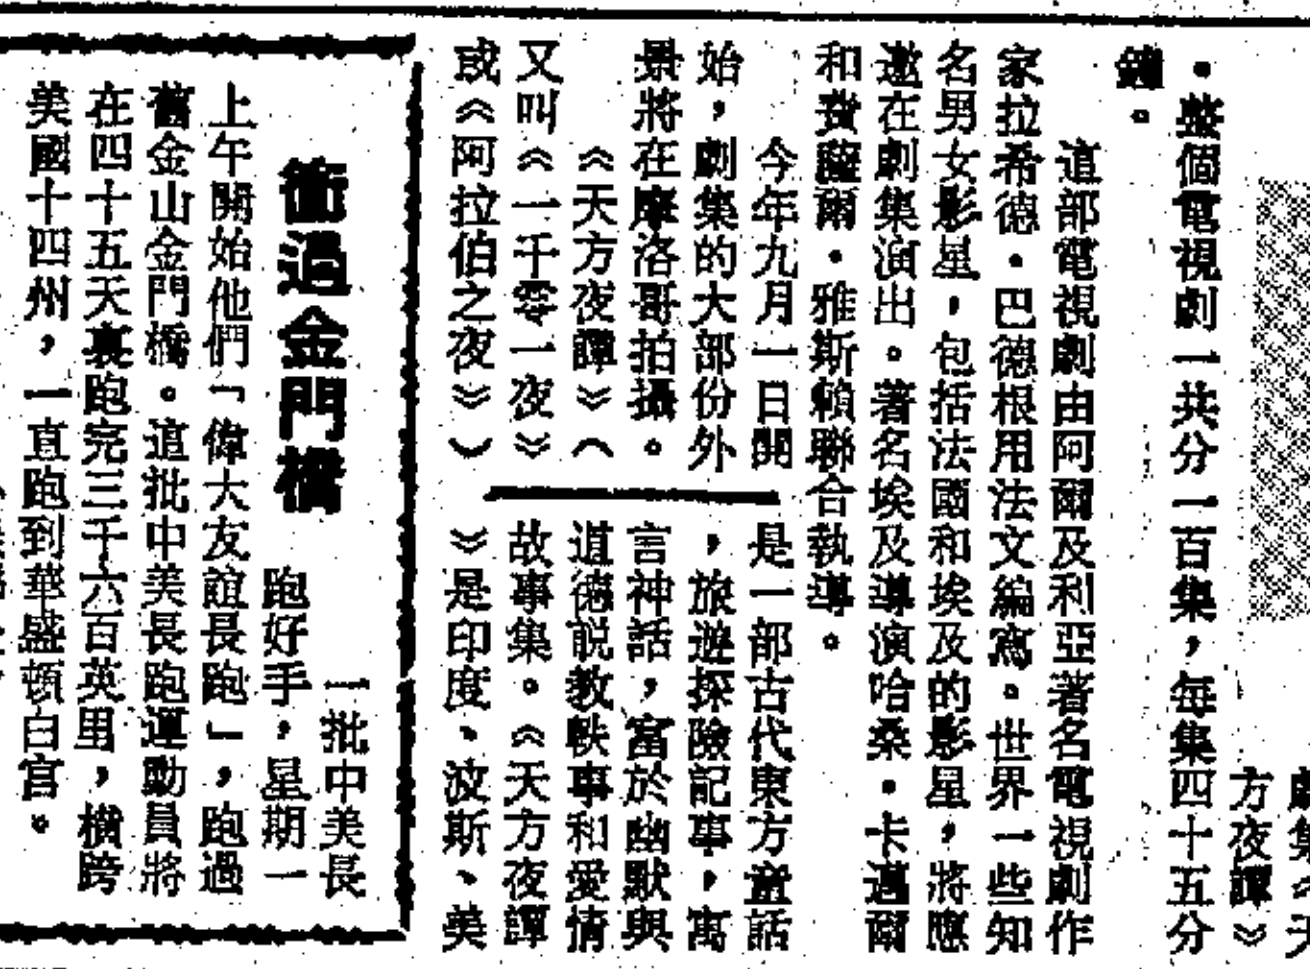 方夜譚》
。整個電視劇一共分一百集，每集四十五分
鐘。
這部電視劇由阿爾及利亞著名電視劇作
家拉希德・巴德根用法文編寫。世界一些知
名男女影星，包括法國和埃及的影星，將應
邀在劇集演出。著名埃及導演哈桑・卡邁爾
和費薩爾・雅斯賴聯合執導。
今年九月一日開
始，劇集的大部份外
景將在摩洛哥拍攝。
《天方夜譚》（
又叫《一千零一夜》
或《阿拉伯之夜》）
是一部古代東方童話
，旅遊探險記事，寓
言神話，富於幽默與
道德説教軼事和愛情
故事集。《天方夜譚
》是印度、波斯、美
衝過金門橋
一批中美長
跑好手，星期一
上午開始他們「偉大友誼長跑」，跑過
舊金山金門橋。這批中美長跑運動員將
在四十五天裏跑完三千六百英里，橫跨
美國十四州，一直跑到華盛頓白宮。